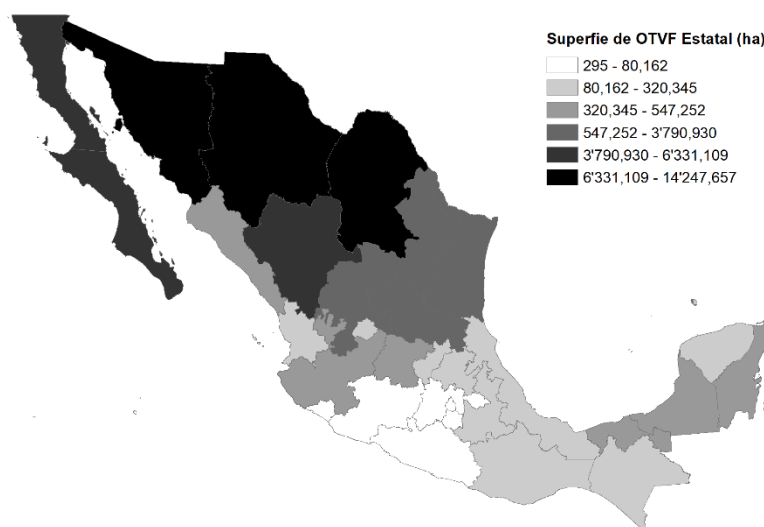 Superfie de OTVF Estatal (ha)
295 - 80,162
80,162 - 320,345
320,345 - 547,252
547,252 - 3'790,930
3'790,930 - 6'331,109
6'331,109 - 14'247,657